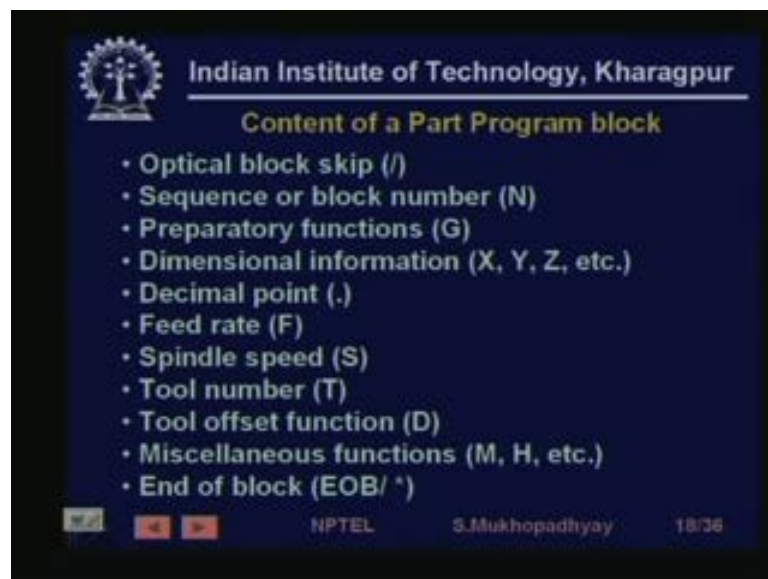 Indian Institute of Technology, Kharagpur
Content of a Part Program block
• Optical block skip (/)
• Sequence or block number (N)
• Preparatory functions (G)
• Dimensional information (X, Y, Z, etc.)
• Decimal point (.)
• Feed rate (F)
• Spindle speed (S)
• Tool number (T)
• Tool offset function (D)
• Miscellaneous functions (M, H, etc.)
• End of block (EOB/ *)
NPTEL S.Mukhopadhyay 18/36